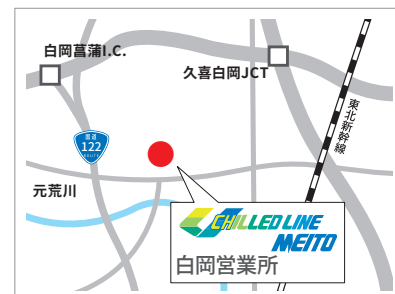 白岡菖蒲I.C.
久喜白岡JCT
東北新幹線
国道
122
ROUTE
元荒川
CHILLED LINE
MEITO
白岡営業所